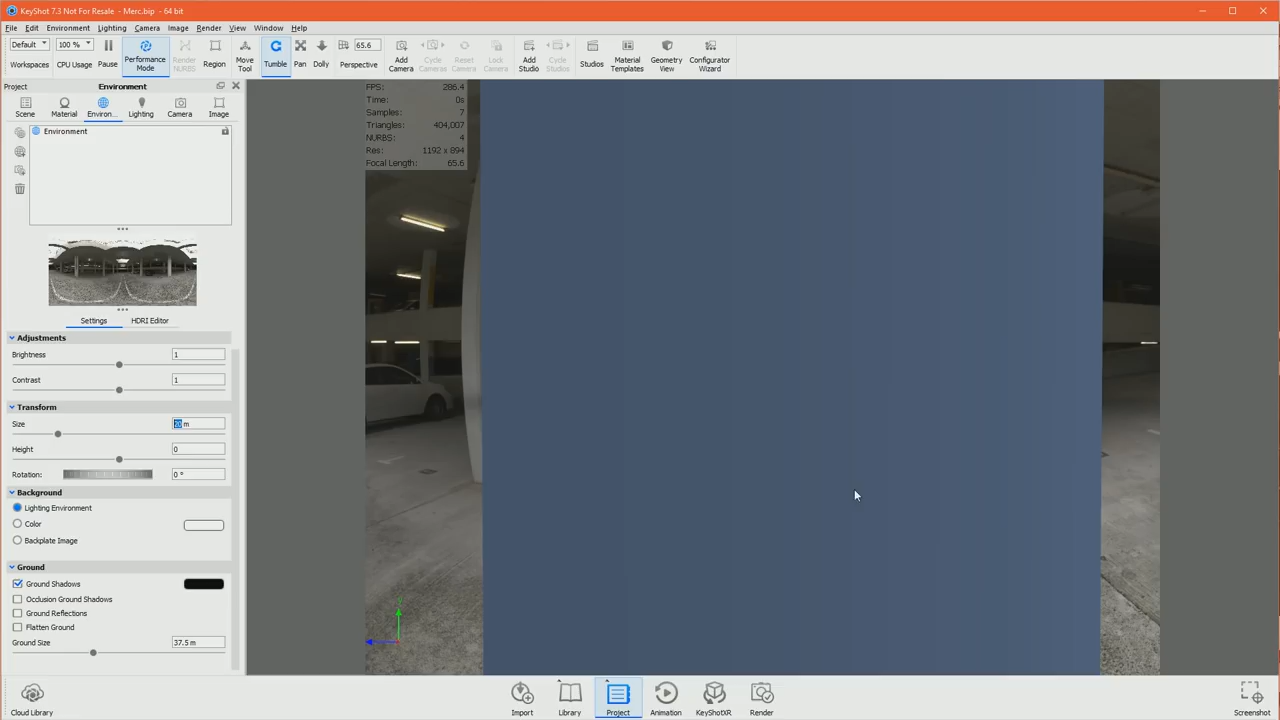 KeyShot 7.3 Not For Resale - Merc.bip - 64 bit
File Edit Environment Lighting Camera Image Render View Window Help
Default 100 % 65.6
Workspaces CPU Usage Pause Performance Mode Render NURBS Region Move Tool Tumble Pan Dolly Perspective Add Camera Cycle Cameras Reset Camera Lock Camera Add Studio Cycle Studios Studios Material Templates Geometry View Configurator Wizard
Project Environment
Scene Material Environ... Lighting Camera Image
Environment
Settings HDRI Editor
Adjustments
Brightness 1
Contrast 1
Transform
Size 20 m
Height 0
Rotation: 0 °
Background
Lighting Environment
Color
Backplate Image
Ground
Ground Shadows
Occlusion Ground Shadows
Ground Reflections
Flatten Ground
Ground Size 37.5 m
FPS: 286.4
Time: 0s
Samples: 7
Triangles: 404,007
NURBS: 4
Res: 1192 x 894
Focal Length: 65.6
Cloud Library Import Library Project Animation KeyShotXR Render Screenshot